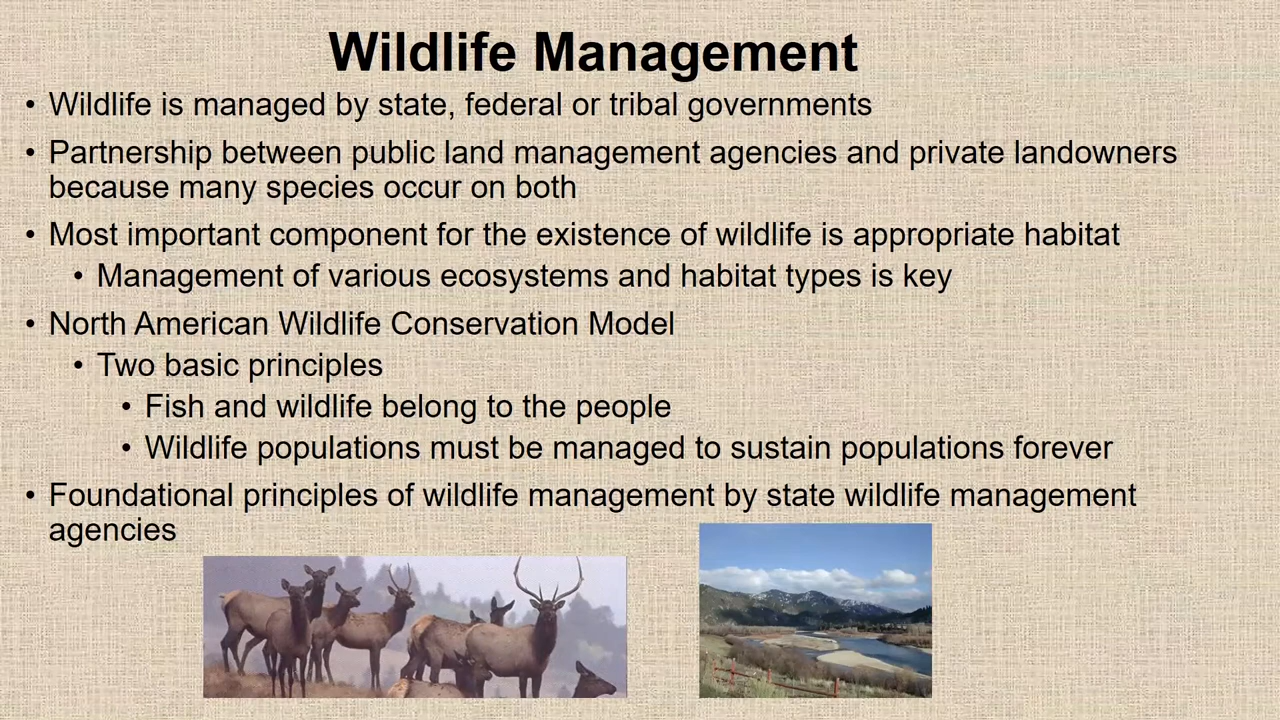 Wildlife Management
• Wildlife is managed by state, federal or tribal governments
• Partnership between public land management agencies and private landowners
because many species occur on both
• Most important component for the existence of wildlife is appropriate habitat
• Management of various ecosystems and habitat types is key
• North American Wildlife Conservation Model
• Two basic principles
• Fish and wildlife belong to the people
• Wildlife populations must be managed to sustain populations forever
• Foundational principles of wildlife management by state wildlife management
agencies